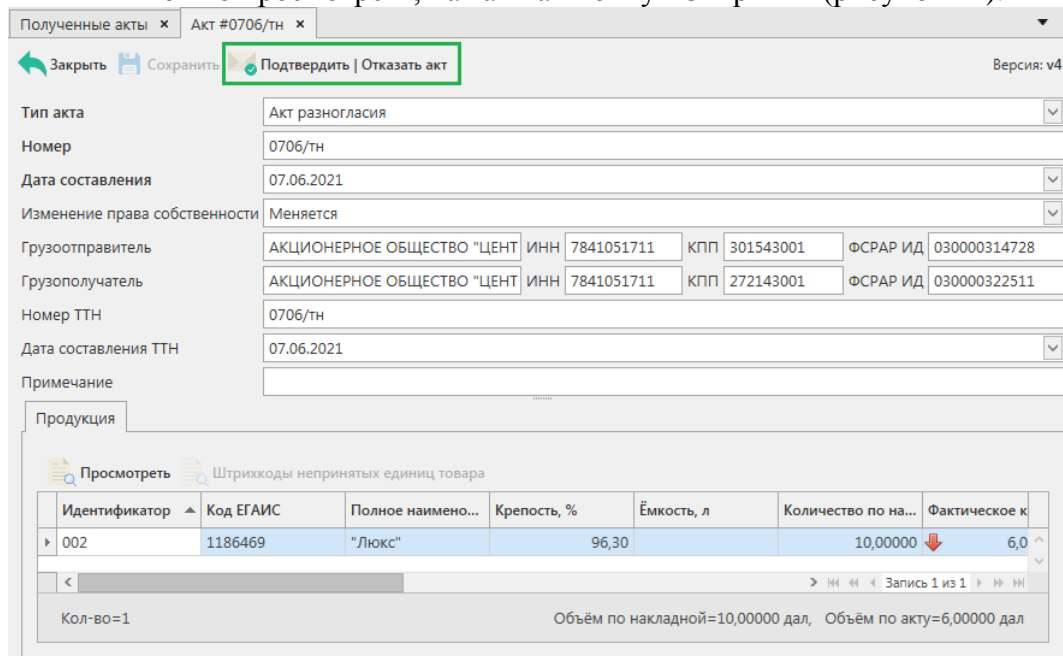 Полученные акты × Акт #0706/тн ×
Закрыть Сохранить Подтвердить | Отказать акт Версия: v4
Тип акта Акт разногласия
Номер 0706/тн
Дата составления 07.06.2021
Изменение права собственности Меняется
Грузоотправитель АКЦИОНЕРНОЕ ОБЩЕСТВО "ЦЕНТ ИНН 7841051711 КПП 301543001 ФСРАР ИД 030000314728
Грузополучатель АКЦИОНЕРНОЕ ОБЩЕСТВО "ЦЕНТ ИНН 7841051711 КПП 272143001 ФСРАР ИД 030000322511
Номер ТТН 0706/тн
Дата составления ТТН 07.06.2021
Примечание
Продукция
Просмотреть Штрихкоды непринятых единиц товара
Идентификатор Код ЕГАИС Полное наимено... Крепость, % Ёмкость, л Количество по на... Фактическое к
002 1186469 "Люкс" 96,30 10,00000 6,0
Запись 1 из 1
Кол-во=1 Объём по накладной=10,00000 дал, Объём по акту=6,00000 дал